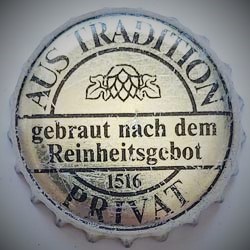 AUS TRADITION
gebraut nach dem
Reinheitsgebot
1516
PRIVAT